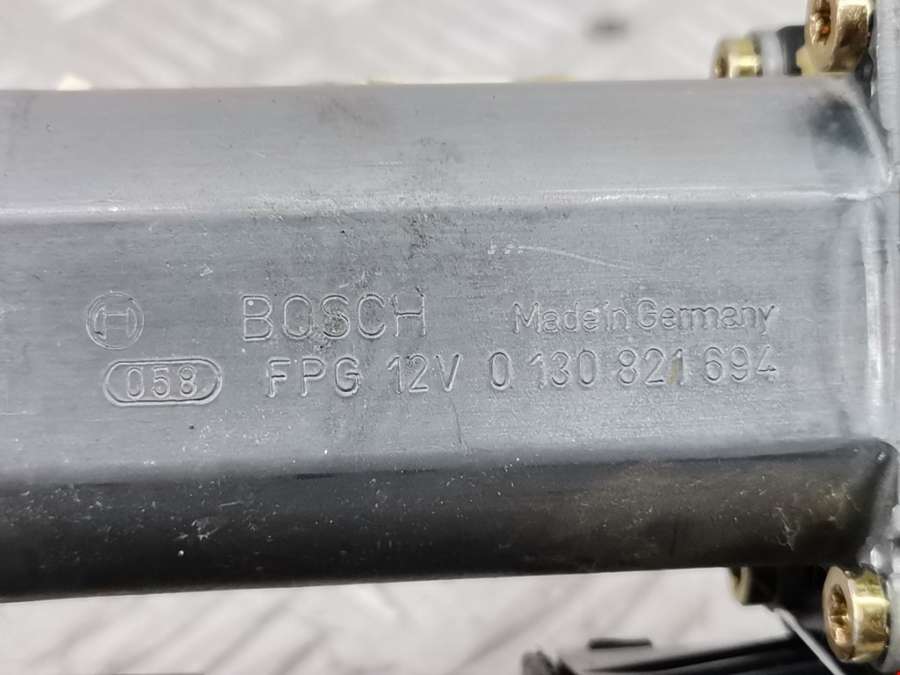 BOSCH Made in Germany
058 FPG 12V 0 130 821 694